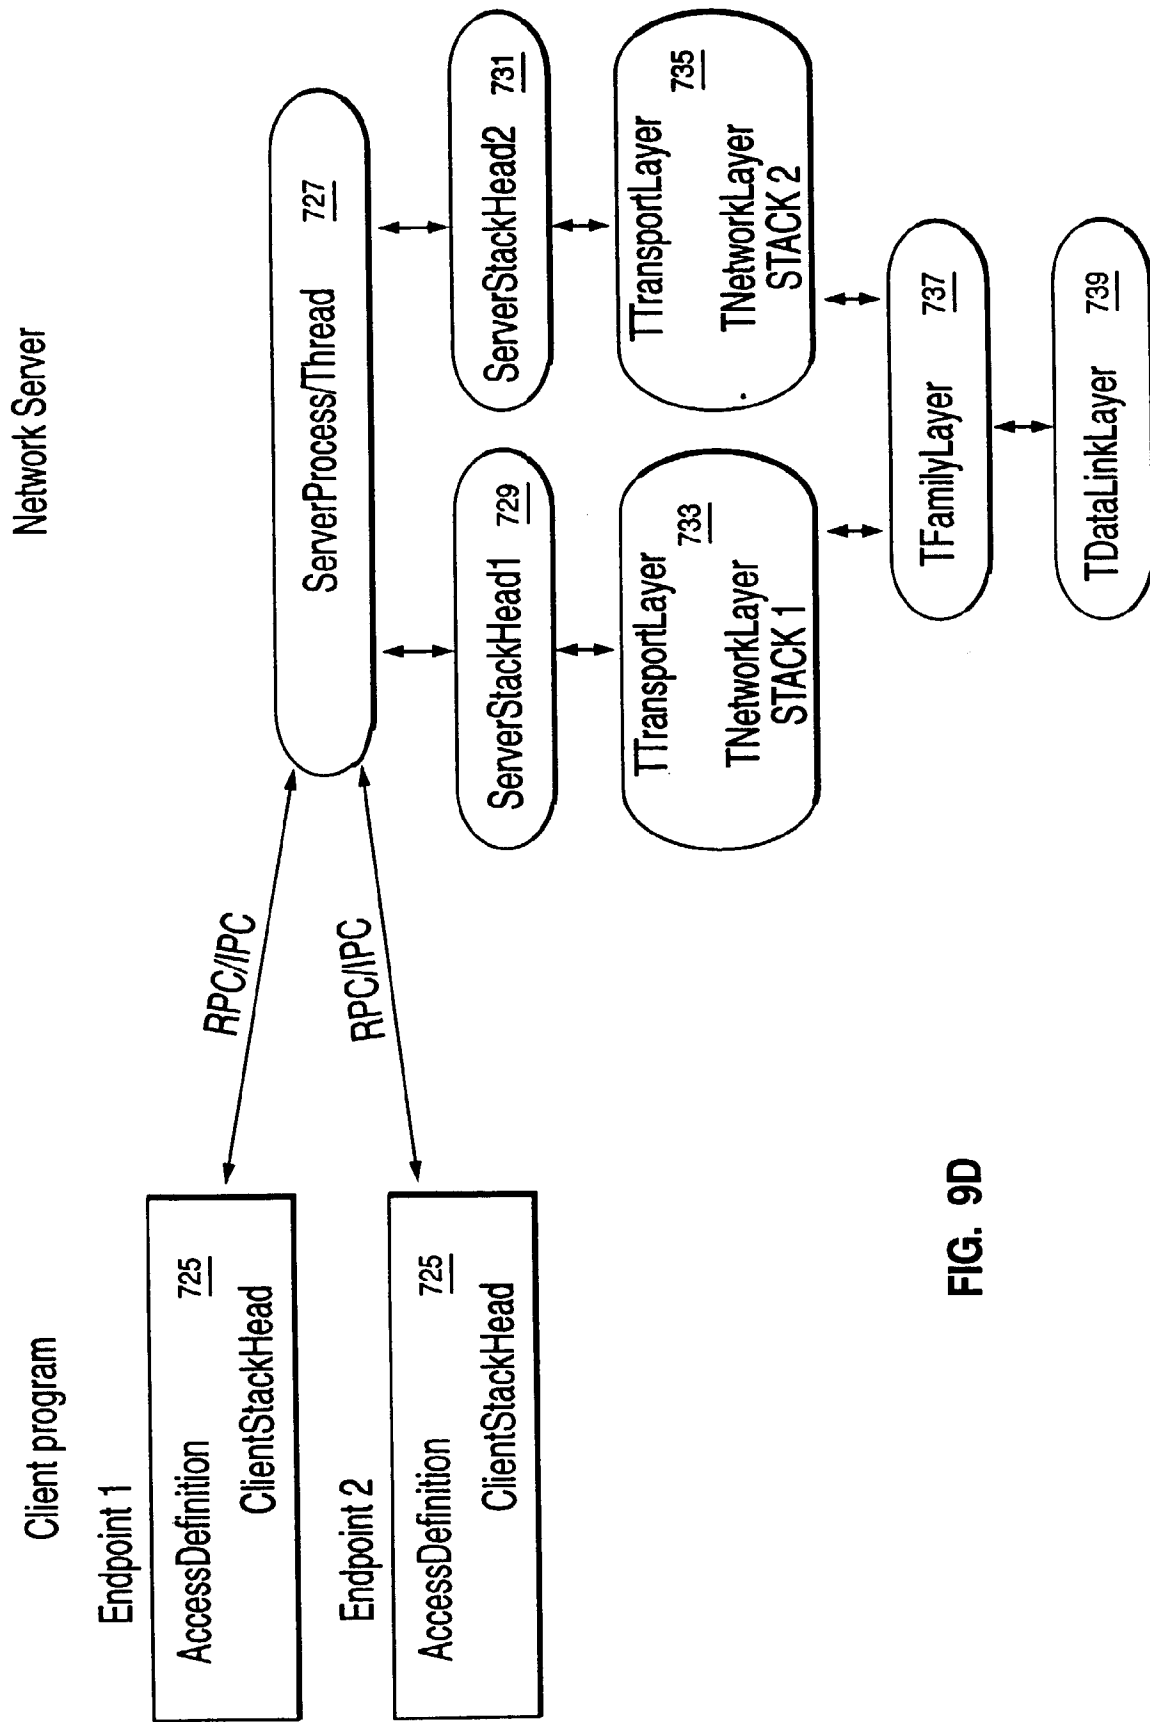 Client program
Network Server
Endpoint 1
AccessDefinition
725
ClientStackHead
Endpoint 2
AccessDefinition
725
ClientStackHead
RPC/IPC
RPC/IPC
ServerProcess/Thread
727
ServerStackHead1
729
ServerStackHead2
731
TTransportLayer
733
TNetworkLayer
STACK 1
TTransportLayer
735
TNetworkLayer
STACK 2
TFamilyLayer
737
TDataLinkLayer
739
FIG. 9D